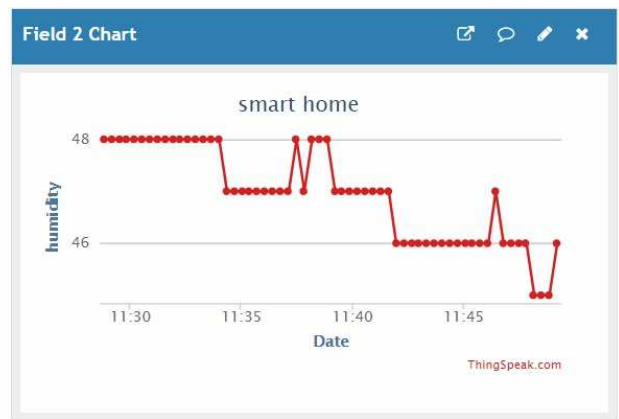 Field 2 Chart
smart home
48
46
humidity
11:30 11:35 11:40 11:45
Date
ThingSpeak.com